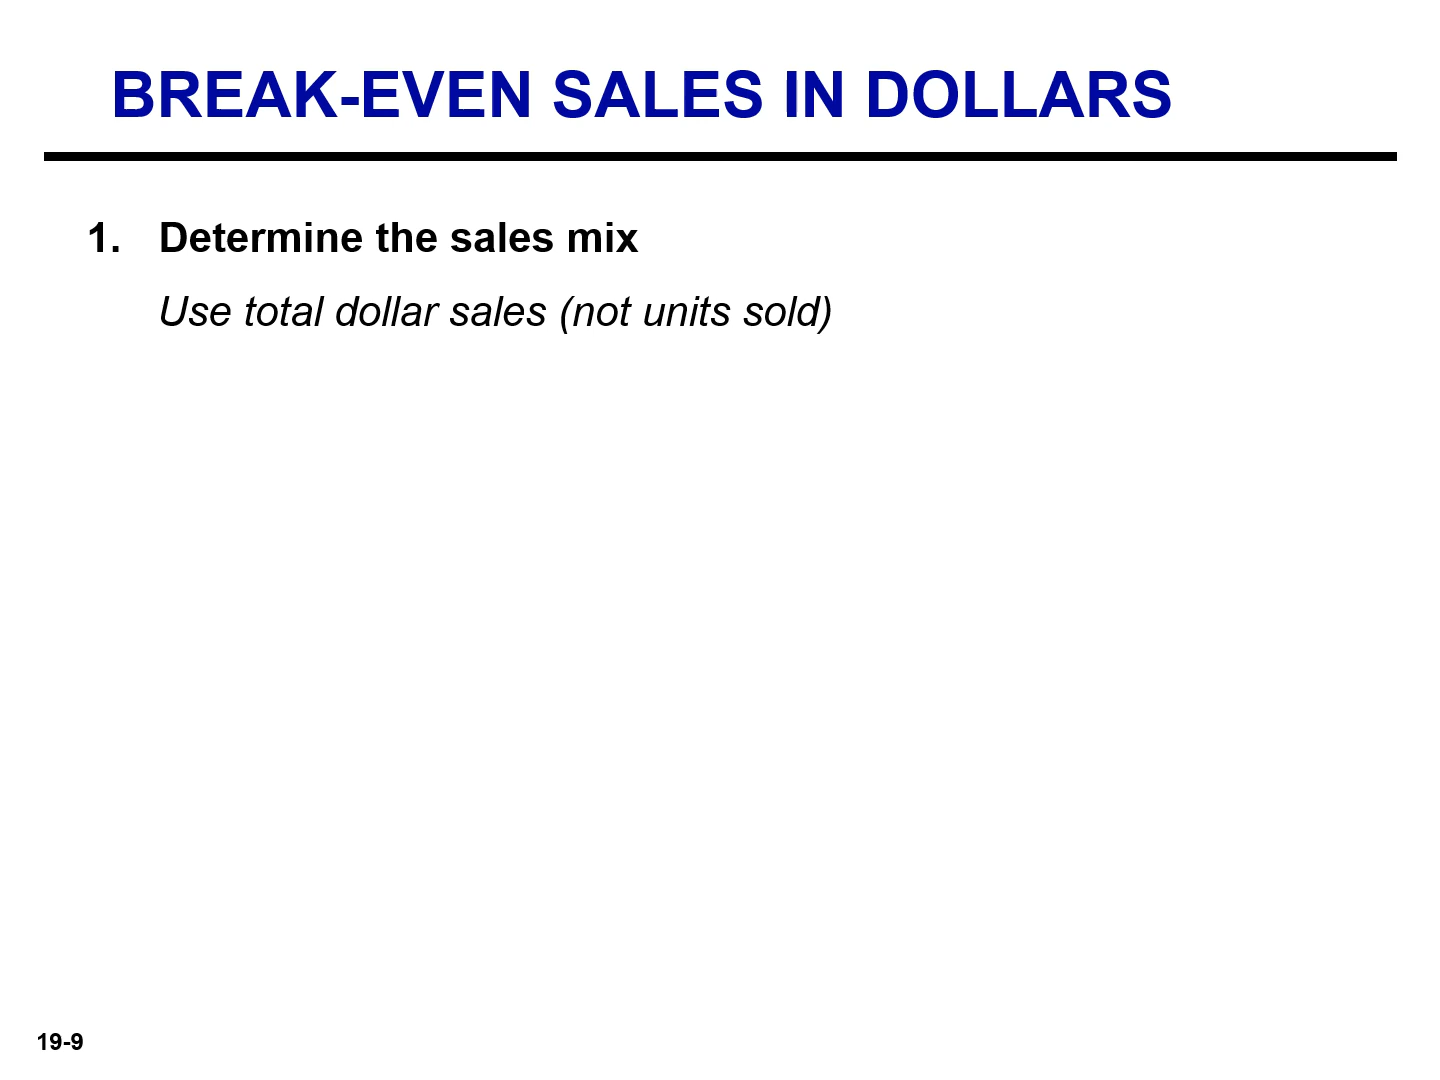 BREAK-EVEN SALES IN DOLLARS
1. Determine the sales mix
Use total dollar sales (not units sold)
19-9